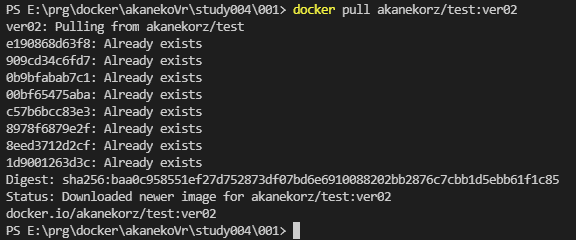 PS E:\prg\docker\akanekoVr\study004\001> docker pull akanekorz/test:ver02
ver02: Pulling from akanekorz/test
e190868d63f8: Already exists
909cd34c6fd7: Already exists
0b9bfabab7c1: Already exists
00bf65475aba: Already exists
c57b6bcc83e3: Already exists
8978f6879e2f: Already exists
8eed3712d2cf: Already exists
1d9001263d3c: Already exists
Digest: sha256:baa0c958551ef27d752873df07bd6e6910088202bb2876c7cbb1d5ebb61f1c85
Status: Downloaded newer image for akanekorz/test:ver02
docker.io/akanekorz/test:ver02
PS E:\prg\docker\akanekoVr\study004\001>